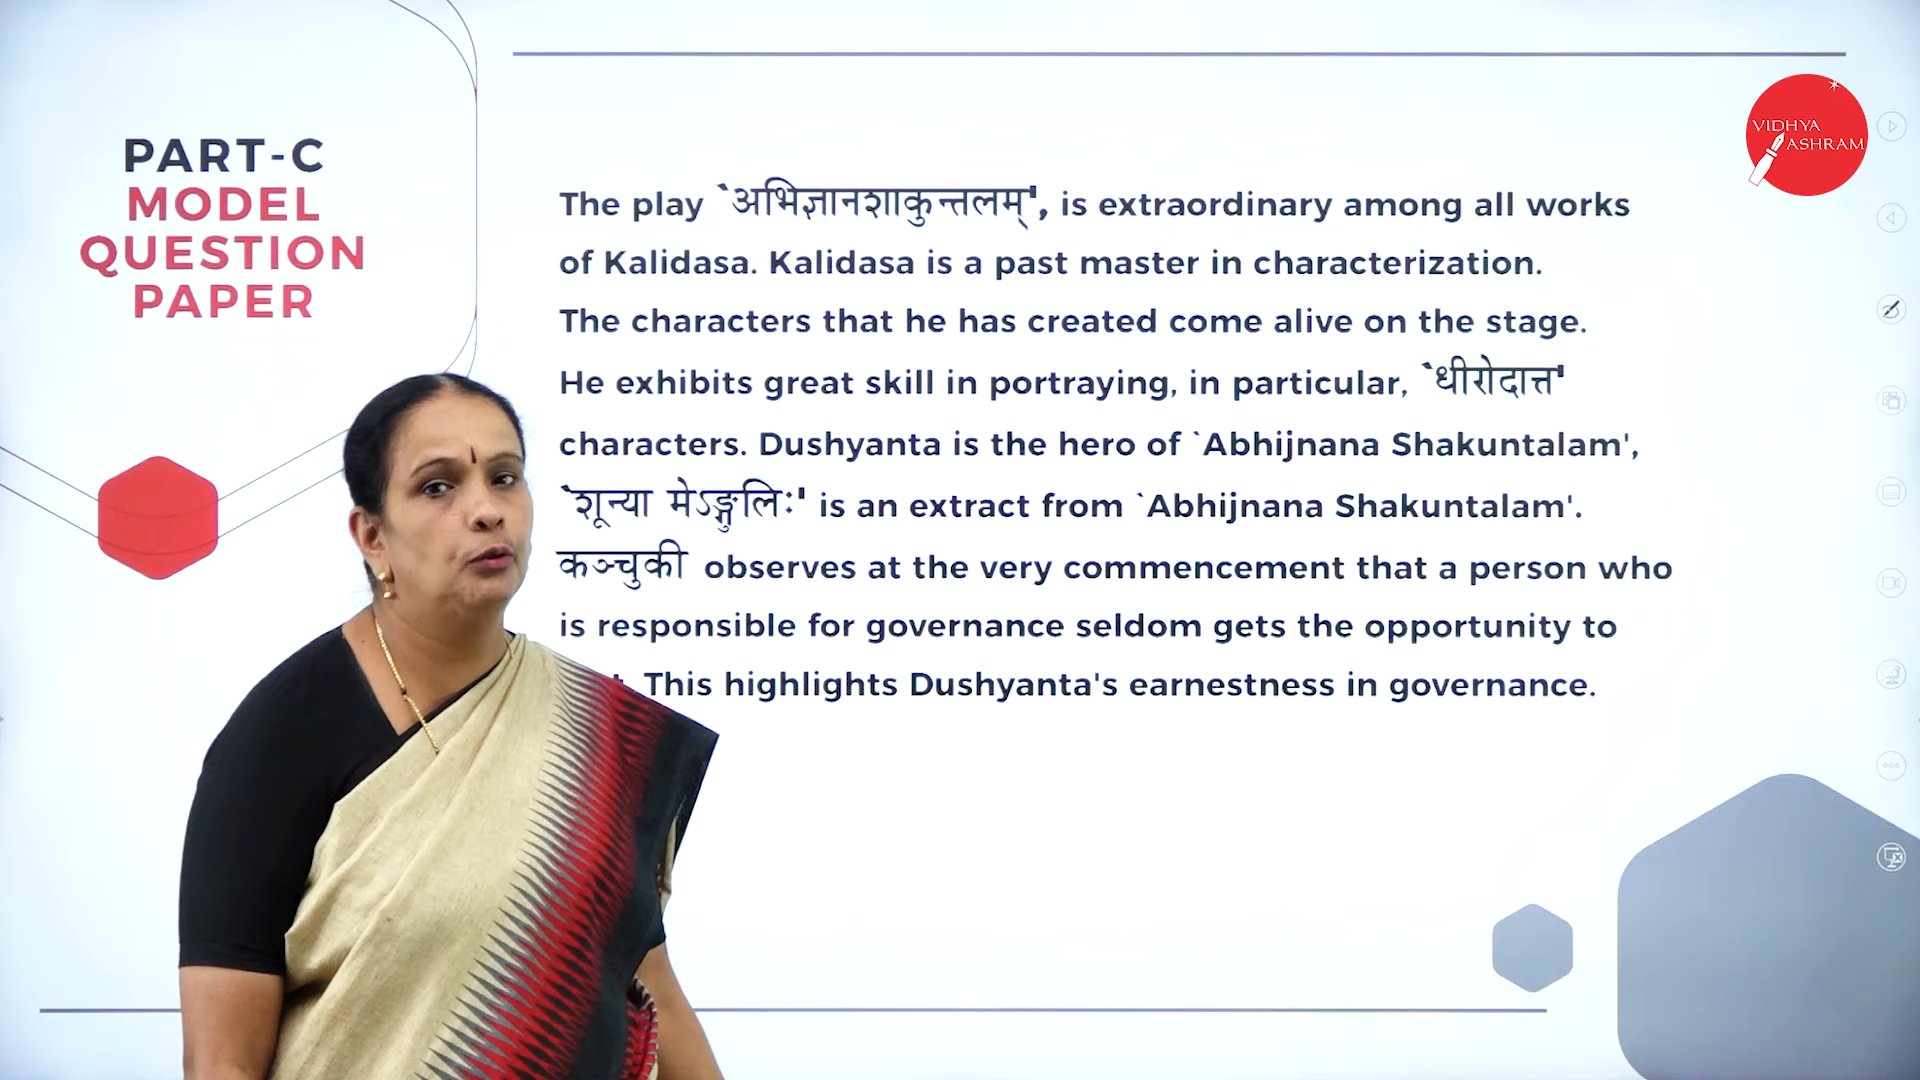 PART-C
MODEL
QUESTION
PAPER
VIDHYA
ASHRAM
The play `अभिज्ञानशाकुन्तलम्', is extraordinary among all works
of Kalidasa. Kalidasa is a past master in characterization.
The characters that he has created come alive on the stage.
He exhibits great skill in portraying, in particular, `धीरोदात्त'
characters. Dushyanta is the hero of `Abhijnana Shakuntalam',
`शून्या मेऽङ्गुलिः' is an extract from `Abhijnana Shakuntalam'.
कञ्चुकी observes at the very commencement that a person who
is responsible for governance seldom gets the opportunity to
This highlights Dushyanta's earnestness in governance.